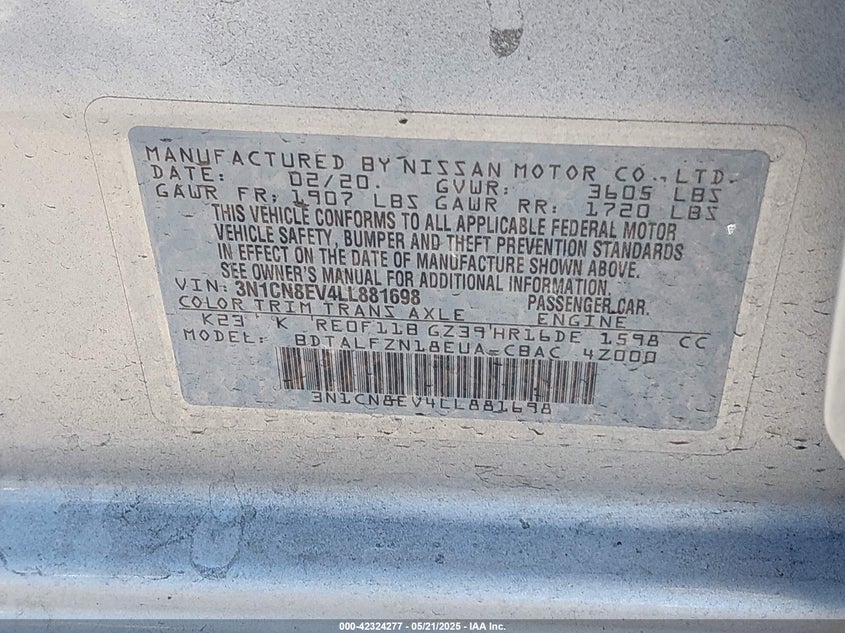 MANUFACTURED BY NISSAN MOTOR CO., LTD.
DATE: 02/20. GVWR: 3605 LBS
GAWR FR: 1907 LBS GAWR RR: 1720 LBS
THIS VEHICLE CONFORMS TO ALL APPLICABLE FEDERAL MOTOR
VEHICLE SAFETY, BUMPER AND THEFT PREVENTION STANDARDS
IN EFFECT ON THE DATE OF MANUFACTURE SHOWN ABOVE.
SEE OWNER'S MANUAL FOR ADDITIONAL INFORMATION.
VIN: 3N1CN8EV4LL881698 PASSENGER CAR.
COLOR TRIM TRANS AXLE ENGINE
K23 K RE0F11B GZ39 HR16DE 1598 CC
MODEL: BDTALFZN18EUA-CBAC 4Z000
3N1CN8EV4LL881698
000-42324277 — 05/21/2025 — IAA Inc.